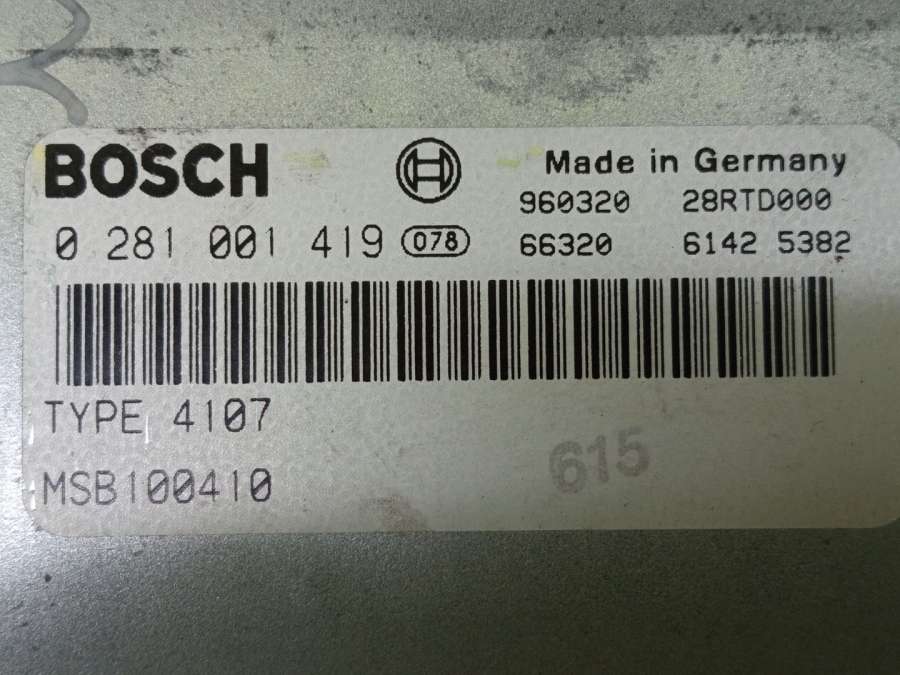 BOSCH
Made in Germany
960320 28RTD000
0 281 001 419 078 66320 6142 5382
TYPE 4107
615
MSB100410